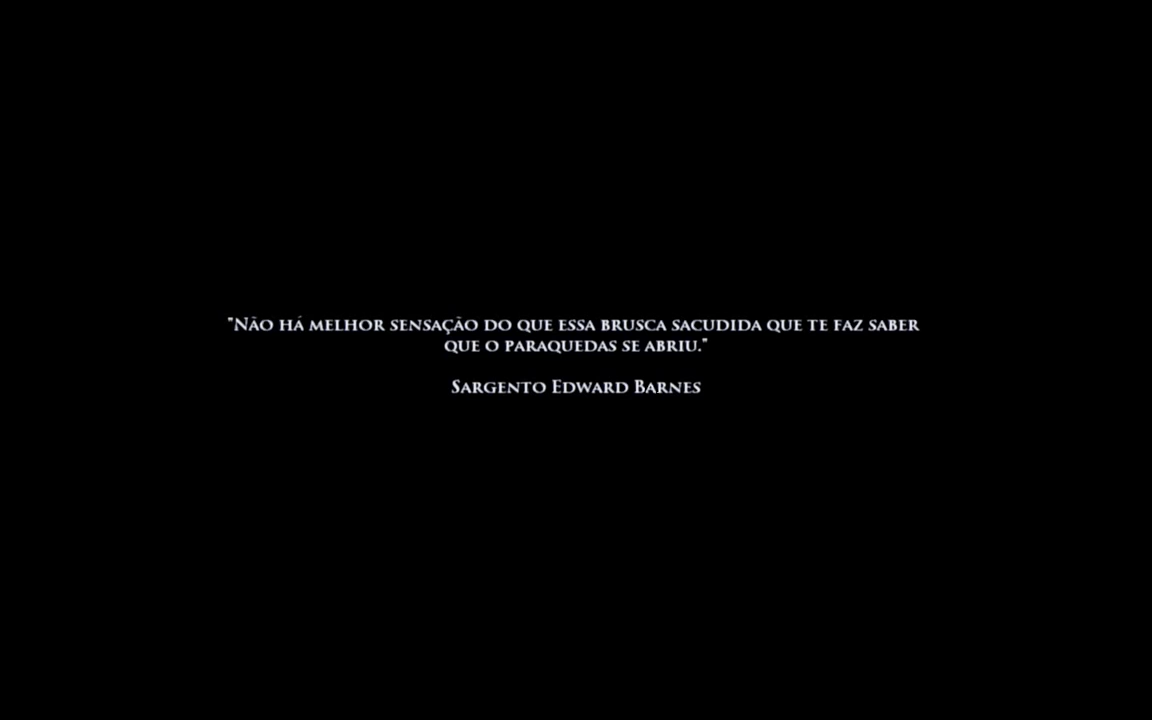 "Não há melhor sensação do que essa brusca sacudida que te faz saber
que o paraquedas se abriu."
Sargento Edward Barnes